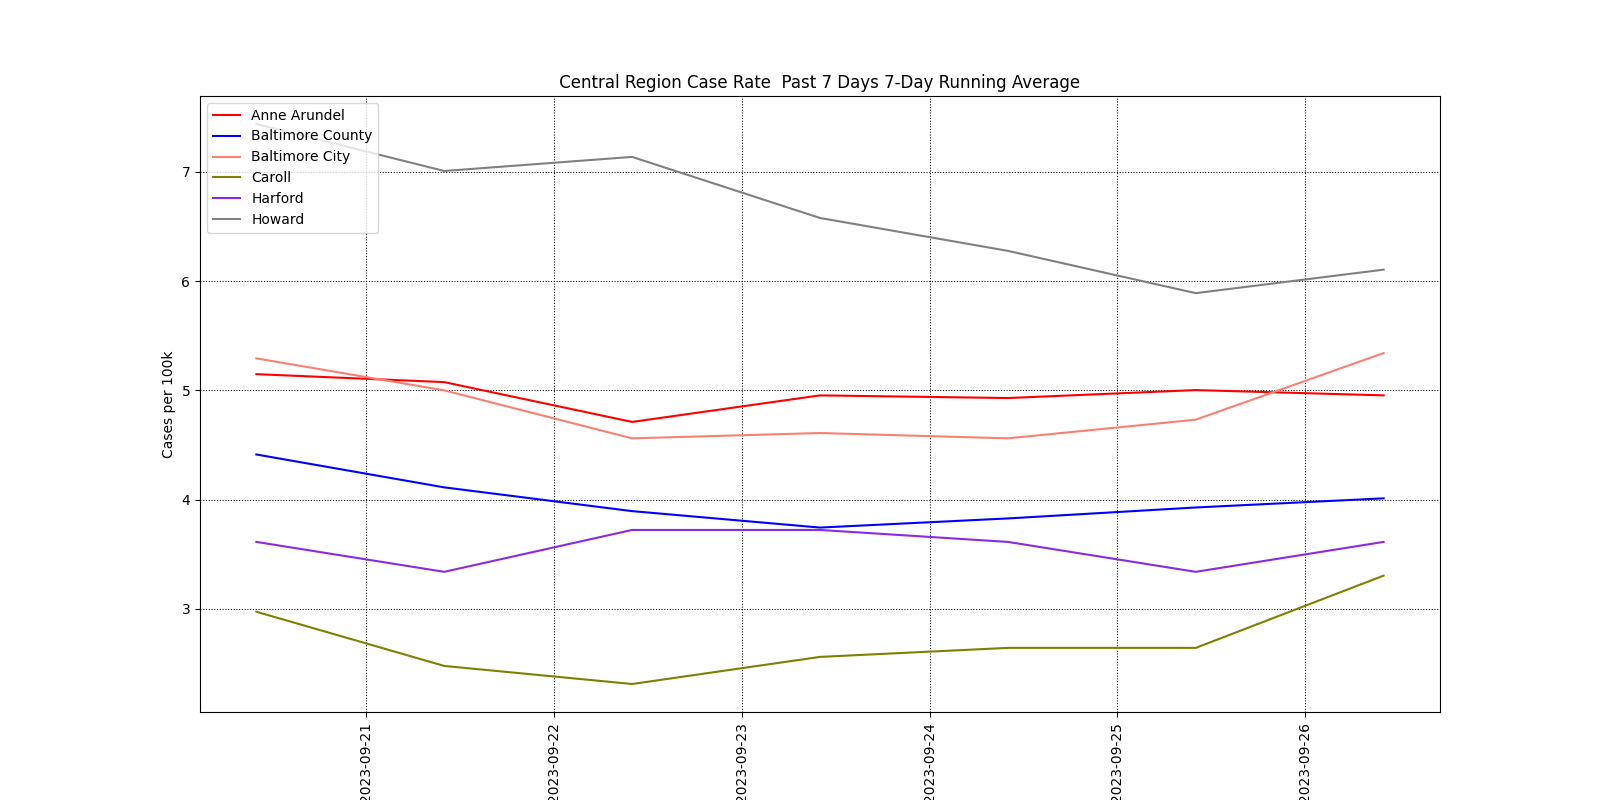 Central Region Case Rate  Past 7 Days 7-Day Running Average
Anne Arundel
Baltimore County
Baltimore City
Caroll
Harford
Howard
Cases per 100k
7
6
5
4
3
2023-09-21
2023-09-22
2023-09-23
2023-09-24
2023-09-25
2023-09-26